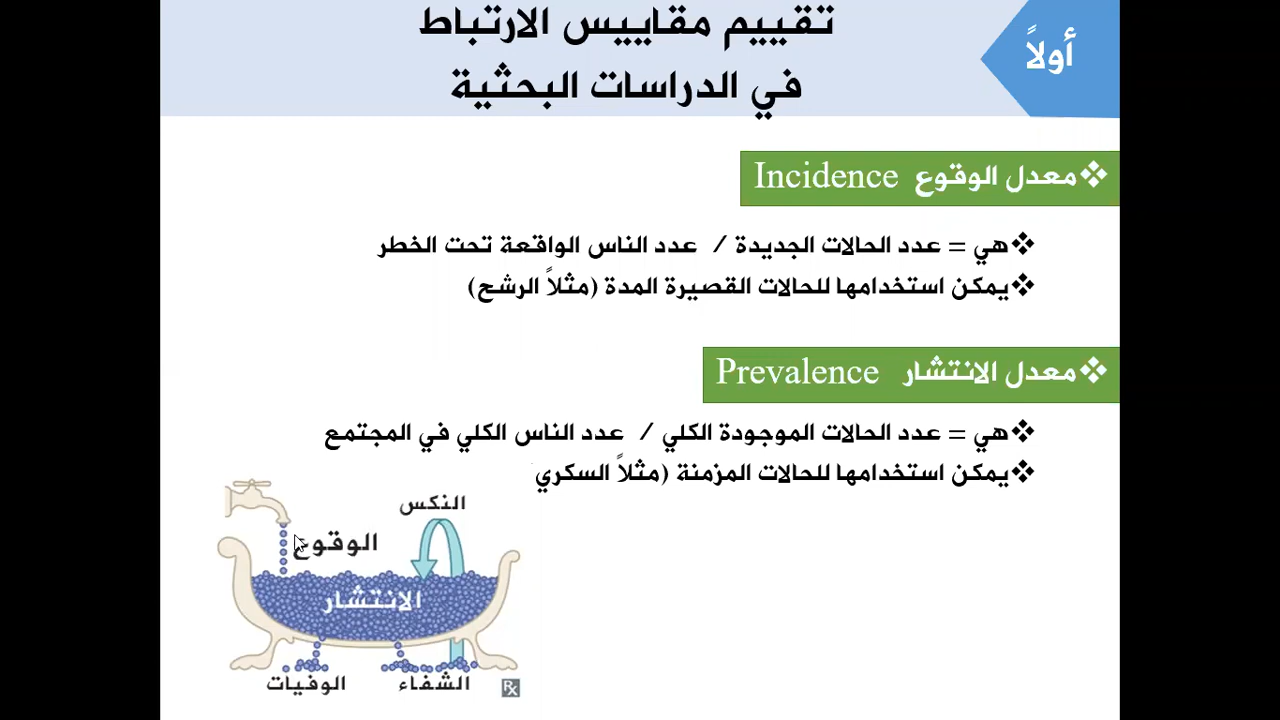 أولاً
تقييم مقاييس الارتباط
في الدراسات البحثية
❖ معدل الوقوع Incidence
❖ هي = عدد الحالات الجديدة / عدد الناس الواقعة تحت الخطر
❖ يمكن استخدامها للحالات القصيرة المدة (مثلاً الرشح)
❖ معدل الانتشار Prevalence
❖ هي = عدد الحالات الموجودة الكلي / عدد الناس الكلي في المجتمع
❖ يمكن استخدامها للحالات المزمنة (مثلاً السكري
النكس
الوقوع
الانتشار
الشفاء
الوفيات
℞